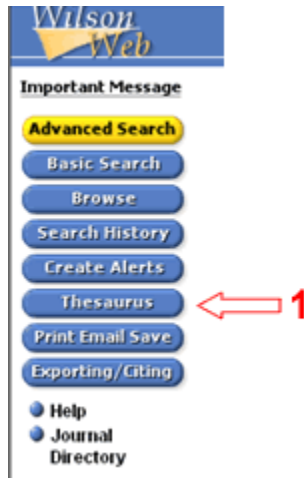 Wilson
Web
Important Message
Advanced Search
Basic Search
Browse
Search History
Create Alerts
Thesaurus
1
Print Email Save
Exporting/Citing
Help
Journal
Directory